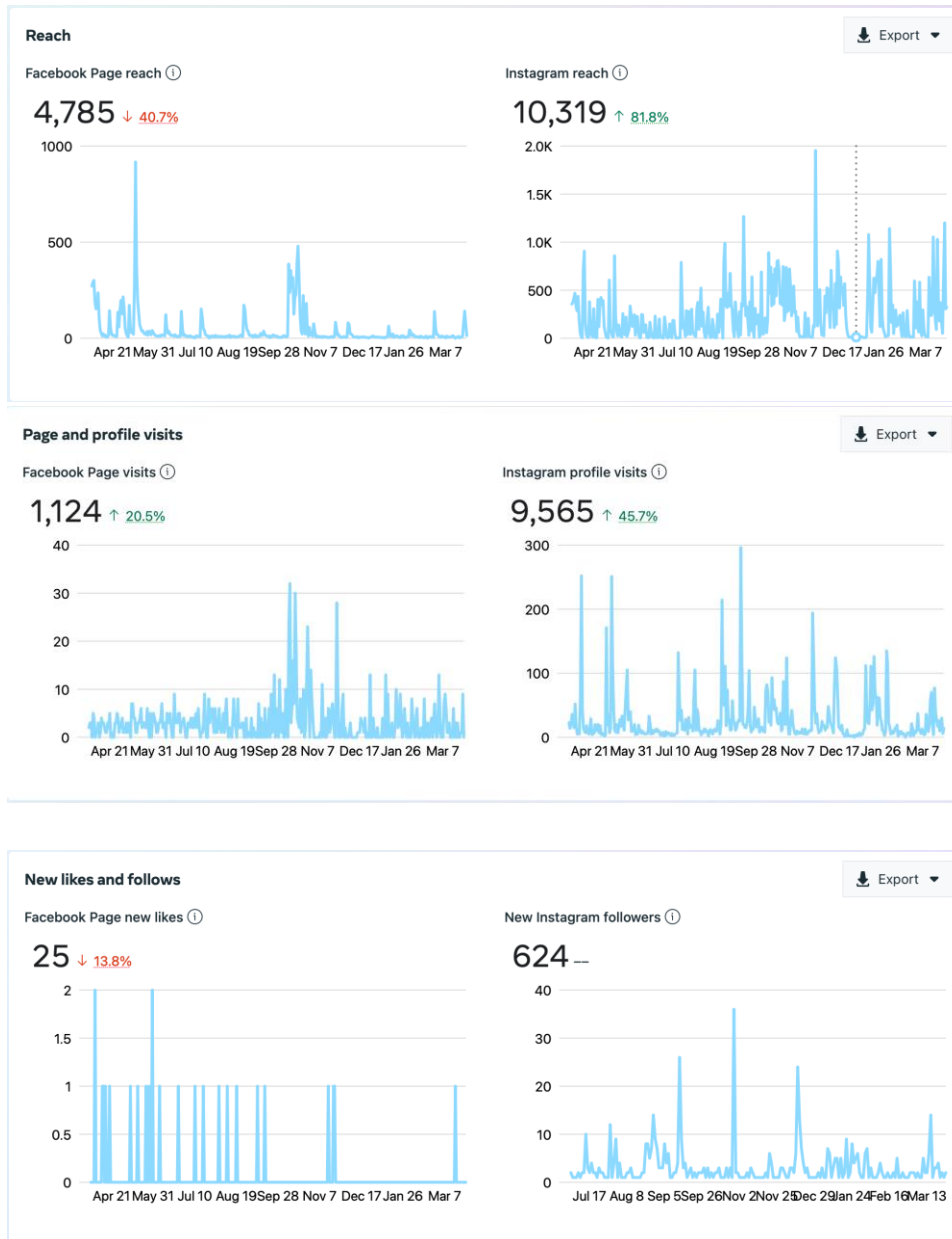 Reach
Export
Facebook Page reach
Instagram reach
4,785 ↓ 40.7%
10,319 ↑ 81.8%
1000
500
0
Apr 21 May 31 Jul 10 Aug 19 Sep 28 Nov 7 Dec 17 Jan 26 Mar 7
2.0K
1.5K
1.0K
500
0
Apr 21 May 31 Jul 10 Aug 19 Sep 28 Nov 7 Dec 17 Jan 26 Mar 7
Page and profile visits
Export
Facebook Page visits
Instagram profile visits
1,124 ↑ 20.5%
9,565 ↑ 45.7%
40
30
20
10
0
Apr 21 May 31 Jul 10 Aug 19 Sep 28 Nov 7 Dec 17 Jan 26 Mar 7
300
200
100
0
Apr 21 May 31 Jul 10 Aug 19 Sep 28 Nov 7 Dec 17 Jan 26 Mar 7
New likes and follows
Export
Facebook Page new likes
New Instagram followers
25 ↓ 13.8%
624 --
2
1.5
1
0.5
0
Apr 21 May 31 Jul 10 Aug 19 Sep 28 Nov 7 Dec 17 Jan 26 Mar 7
40
30
20
10
0
Jul 17 Aug 8 Sep 5 Sep 26 Nov 2 Nov 25 Dec 29 Jan 24 Feb 16 Mar 13